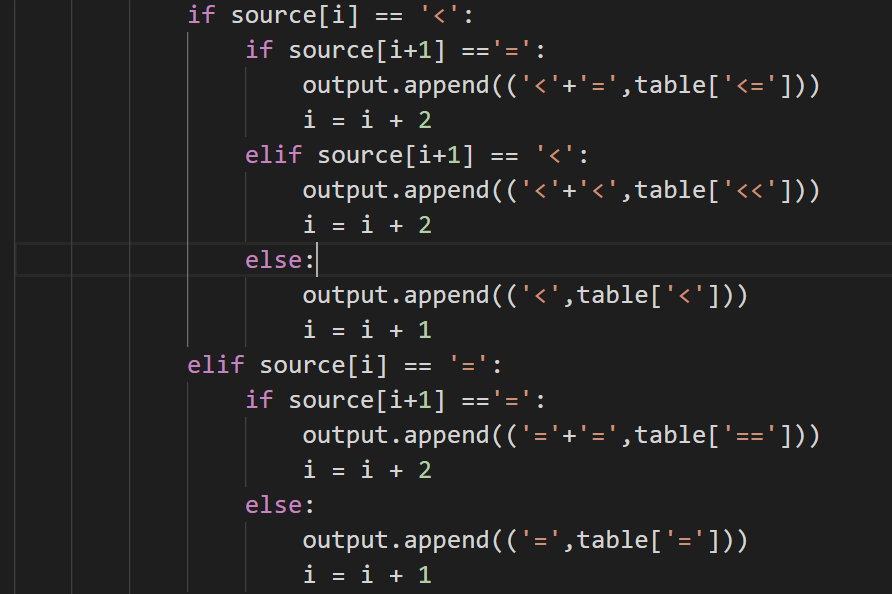 if source[i] == '<':
if source[i+1] =='=':
output.append(('<'+'=',table['<=']))
i = i + 2
elif source[i+1] == '<':
output.append(('<'+'<',table['<<']))
i = i + 2
else:
output.append(('<',table['<']))
i = i + 1
elif source[i] == '=':
if source[i+1] =='=':
output.append(('='+'=',table['==']))
i = i + 2
else:
output.append(('=',table['=']))
i = i + 1